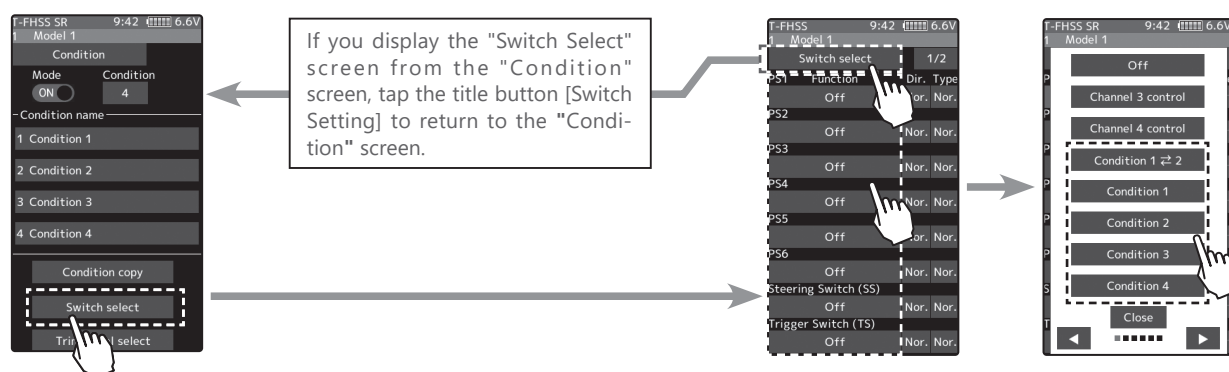 T-FHSS SR 9:42 6.6V
1 Model 1
Condition
Mode Condition
ON 4
Condition name
1 Condition 1
2 Condition 2
3 Condition 3
4 Condition 4
Condition copy
Switch select
Tri l select
If you display the "Switch Select"
screen from the "Condition"
screen, tap the title button [Switch
Setting] to return to the "Condi-
tion" screen.
T-FHSS 9:42 6.6V
1 Model 1
Switch select 1/2
PS1 Function Dir. Type
Off Nor. Nor.
PS2
Off Nor. Nor.
PS3
Off Nor. Nor.
PS4
Off Nor. Nor.
PS5
Off Nor. Nor.
PS6
Off Nor. Nor.
Steering Switch (SS)
Off Nor. Nor.
Trigger Switch (TS)
Off Nor. Nor.
T-FHSS SR 9:42 6.6V
1 Model 1
Off
Channel 3 control
Channel 4 control
Condition 1 ⇄ 2
Condition 1
Condition 2
Condition 3
Condition 4
Close